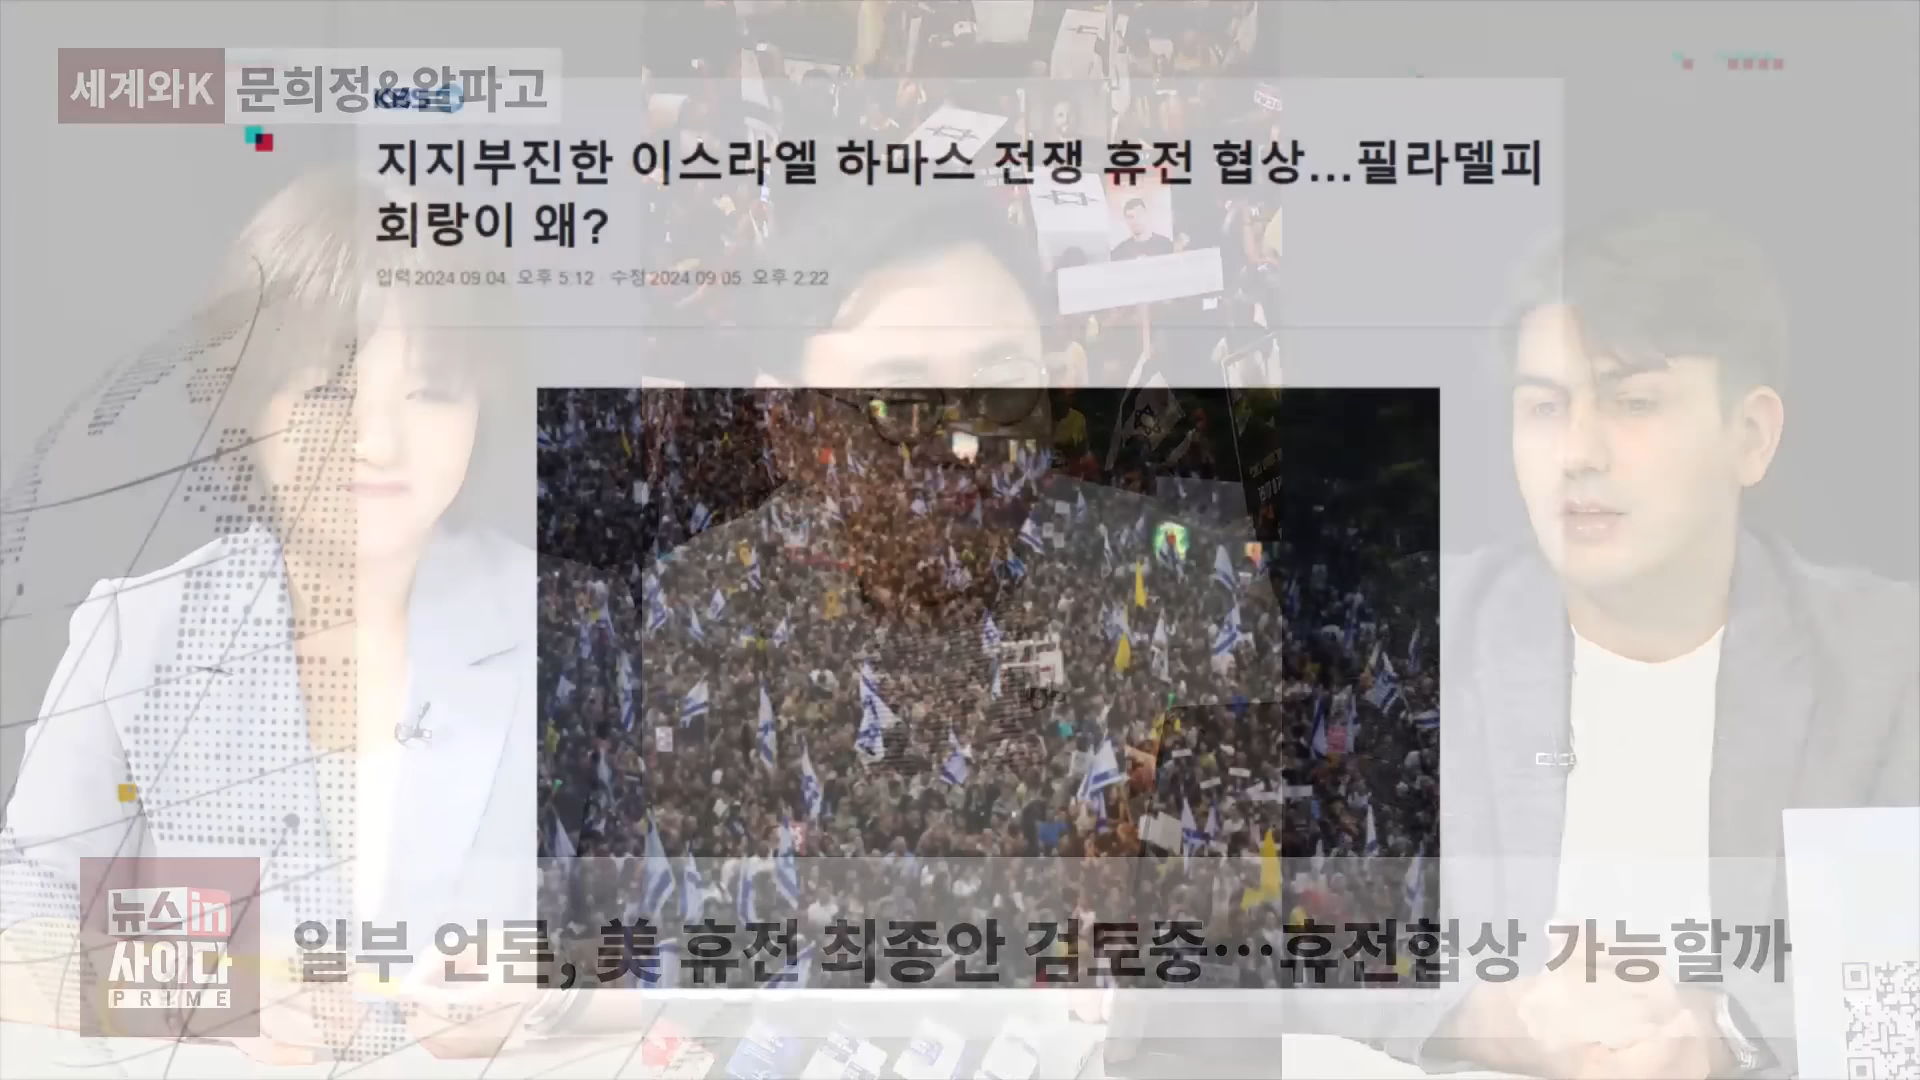 세계와K 문희정&알파고
KBS
지지부진한 이스라엘 하마스 전쟁 휴전 협상...필라델피
회랑이 왜?
입력 2024.09.04. 오후 5:12 수정 2024.09.05. 오후 2:22
뉴스in
사이다
PRIME
일부 언론, 美 휴전 최종안 검토중…휴전협상 가능할까